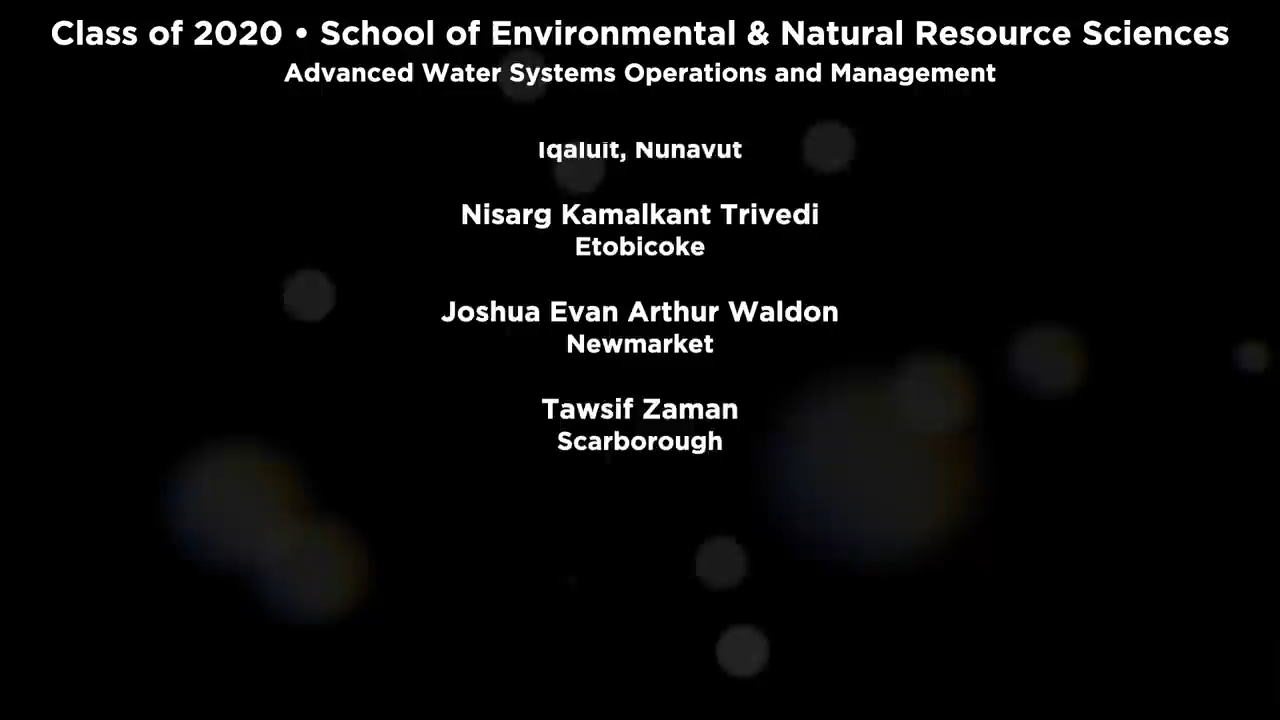 Class of 2020 • School of Environmental & Natural Resource Sciences
Advanced Water Systems Operations and Management
Iqaluit, Nunavut
Nisarg Kamalkant Trivedi
Etobicoke
Joshua Evan Arthur Waldon
Newmarket
Tawsif Zaman
Scarborough